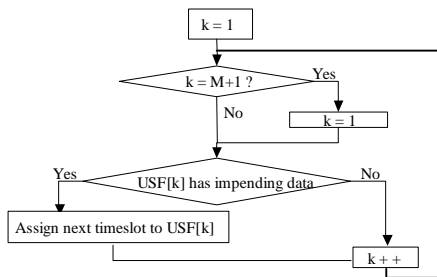 k = 1
k = M+1 ?
Yes
No
k = 1
Yes
USF[k] has impending data
No
Assign next timeslot to USF[k]
k + +